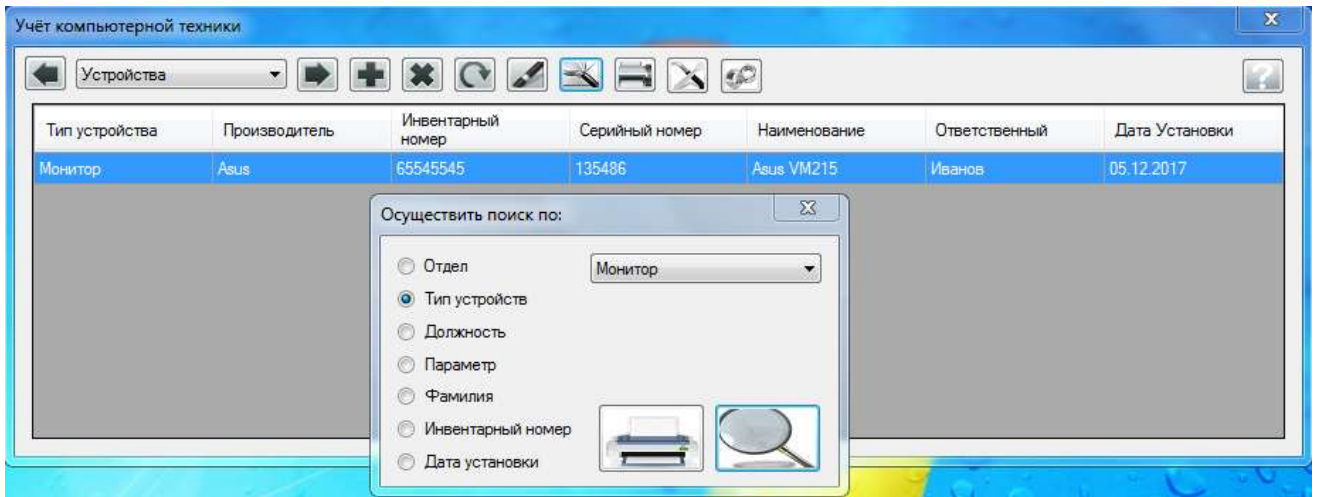 Учёт компьютерной техники
Устройства
Тип устройства Производитель Инвентарный номер Серийный номер Наименование Ответственный Дата Установки
Монитор Asus 65545545 135486 Asus VM215 Иванов 05.12.2017
Осуществить поиск по:
Отдел Монитор
Тип устройств
Должность
Параметр
Фамилия
Инвентарный номер
Дата установки